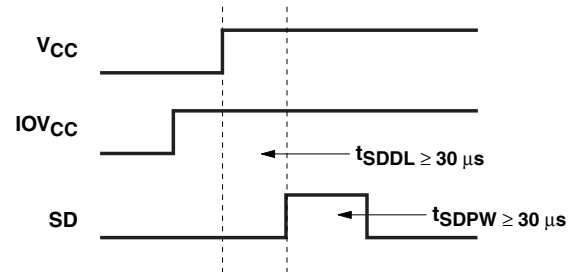 VCC
IOVCC
tSDDL ≥ 30 μs
SD
tSDPW ≥ 30 μs